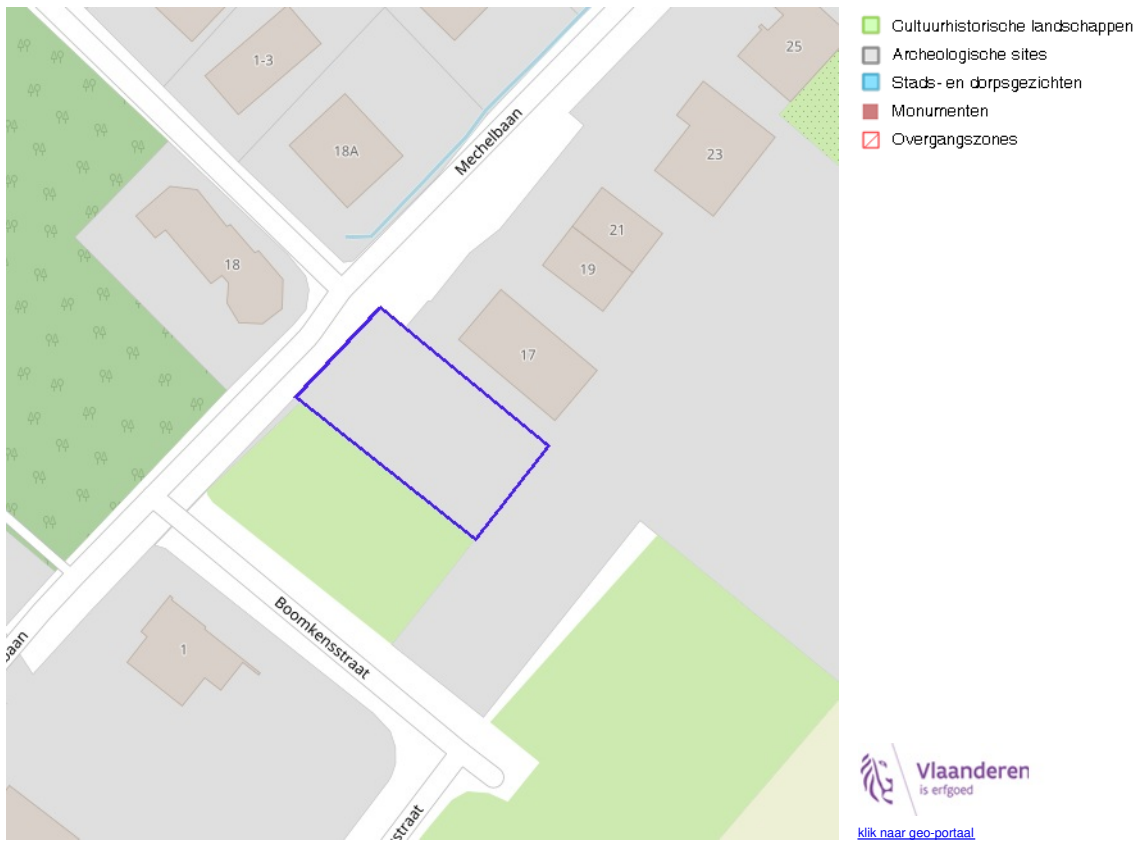 1-3
25
18A
Mechelbaan
23
21
18
19
17
Boomkensstraat
baan
1
straat
Cultuurhistorische landschappen
Archeologische sites
Stads- en dorpsgezichten
Monumenten
Overgangszones
Vlaanderen
is erfgoed
klik naar geo-portaal